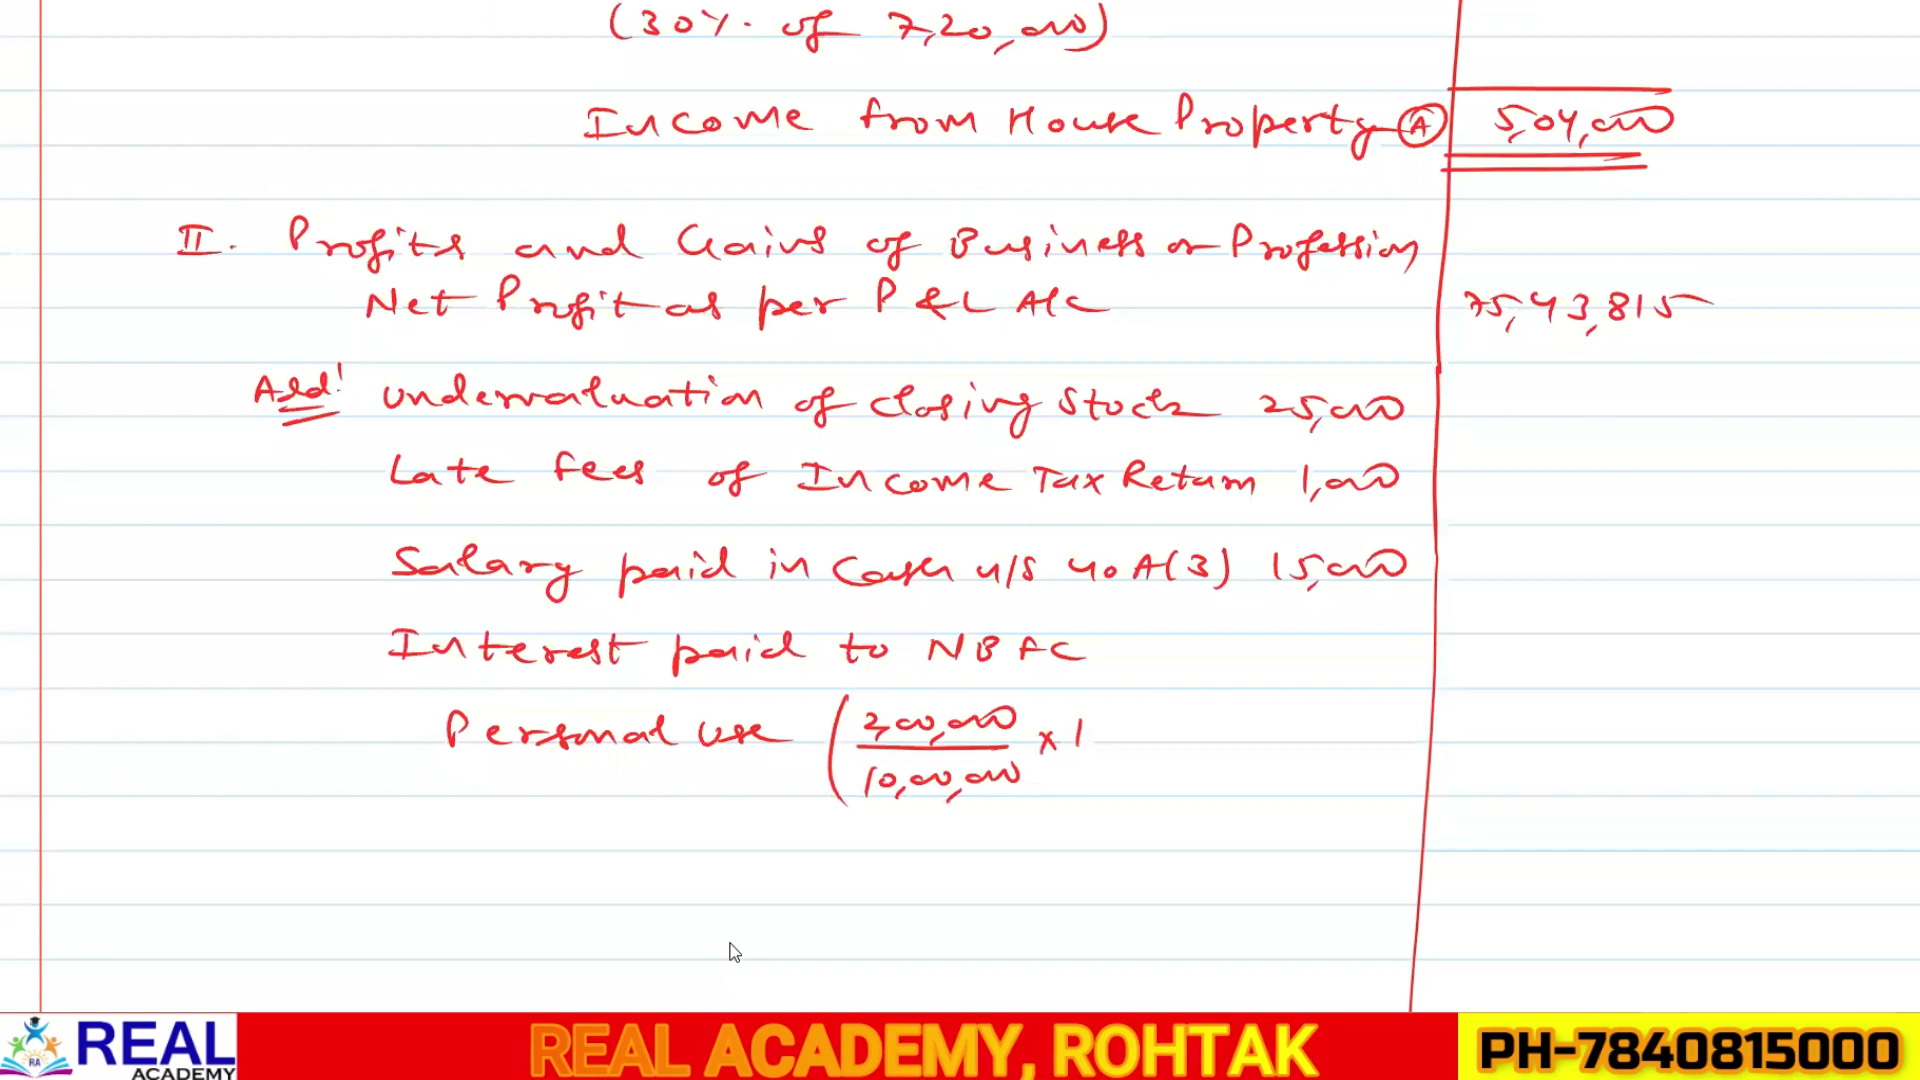 (30% of 7,20,000)
Income from House Property (A) 5,04,000
II. Profits and Gains of Business or Profession
Net Profit as per P & L A/C 75,43,815
Add: Undervaluation of closing Stock 25,000
Late fees of Income Tax Return 1,000
Salary paid in Cash u/s 40A(3) 15,000
Interest paid to NBFC
Personal Use (2,00,000 / 10,00,000 × 1
REAL ACADEMY
RA
REAL ACADEMY, ROHTAK
PH-7840815000